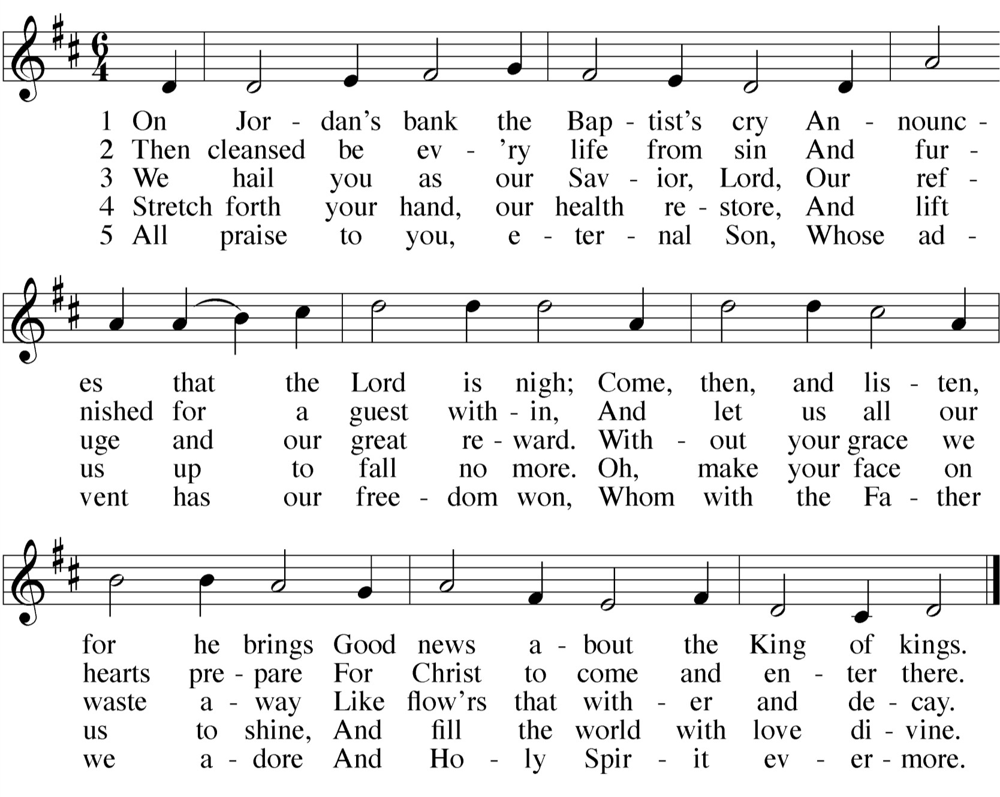 6
4
1 On Jor - dan's bank the Bap - tist's cry An - nounc -
2 Then cleansed be ev - 'ry life from sin And fur -
3 We hail you as our Sav - ior, Lord, Our ref -
4 Stretch forth your hand, our health re - store, And lift
5 All praise to you, e - ter - nal Son, Whose ad -
es that the Lord is nigh; Come, then, and lis - ten,
nished for a guest with - in, And let us all our
uge and our great re - ward. With - out your grace we
us up to fall no more. Oh, make your face on
vent has our free - dom won, Whom with the Fa - ther
for he brings Good news a - bout the King of kings.
hearts pre - pare For Christ to come and en - ter there.
waste a - way Like flow'rs that with - er and de - cay.
us to shine, And fill the world with love di - vine.
we a - dore And Ho - ly Spir - it ev - er - more.